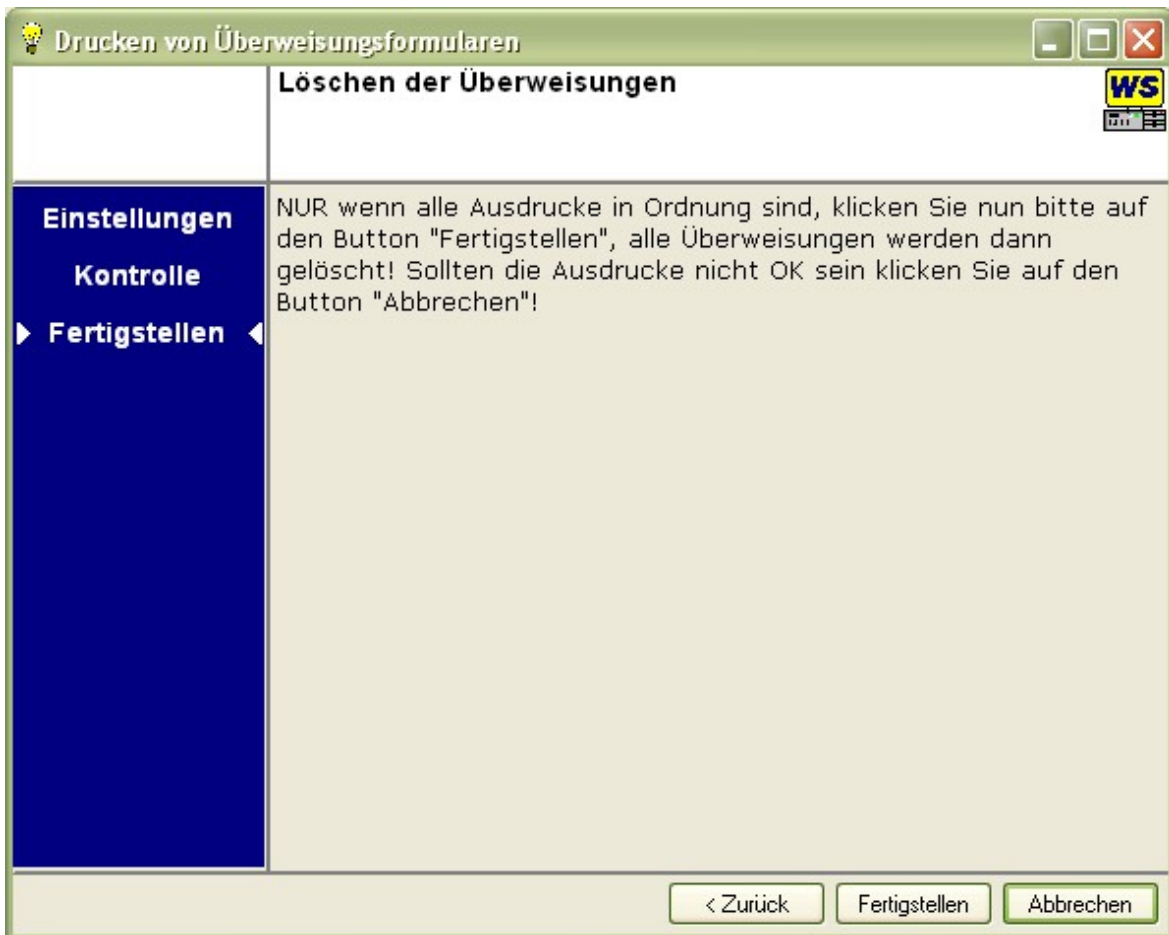 Drucken von Überweisungsformularen
Löschen der Überweisungen
WS
Einstellungen
Kontrolle
Fertigstellen
NUR wenn alle Ausdrucke in Ordnung sind, klicken Sie nun bitte auf
den Button "Fertigstellen", alle Überweisungen werden dann
gelöscht! Sollten die Ausdrucke nicht OK sein klicken Sie auf den
Button "Abbrechen"!
< Zurück
Fertigstellen
Abbrechen